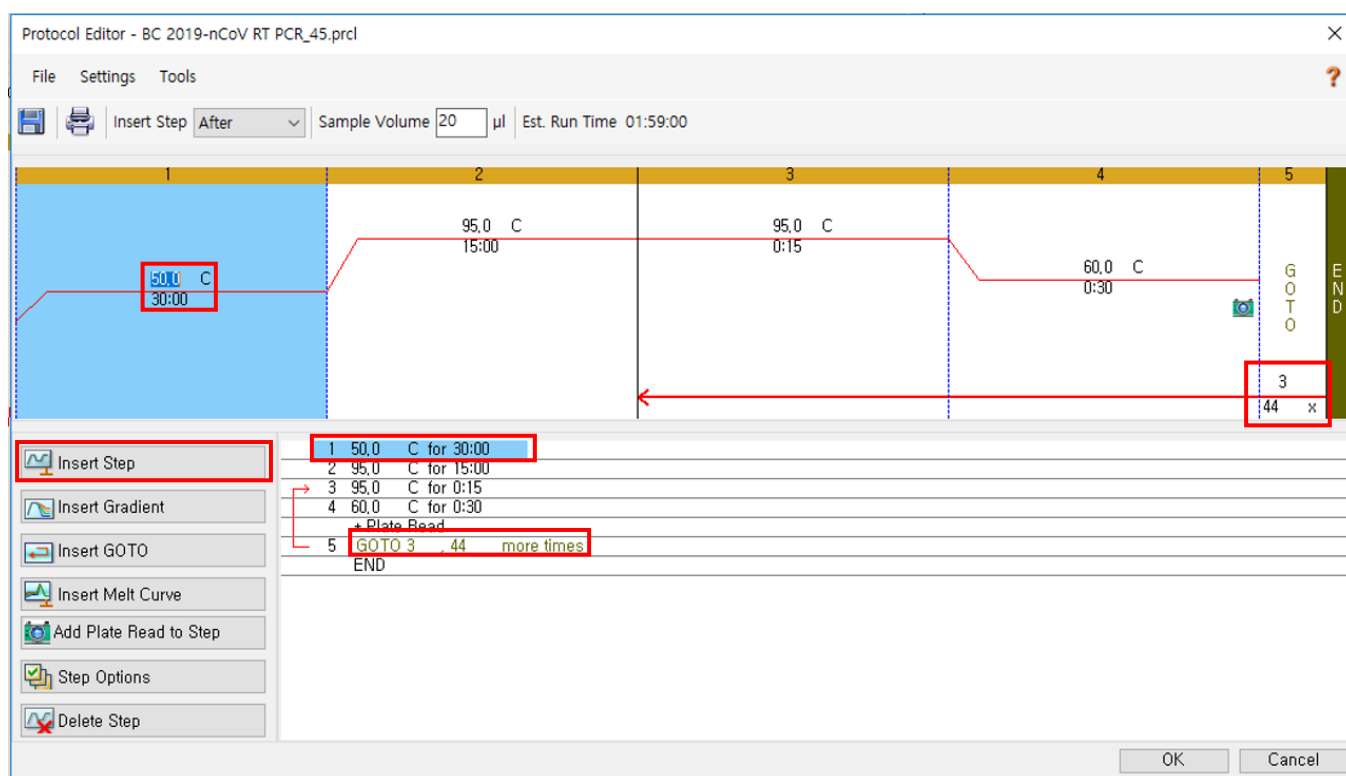 Protocol Editor - BC 2019-nCoV RT PCR_45.prcl
File Settings Tools
?
Insert Step After Sample Volume 20 μl Est. Run Time 01:59:00
1 2 3 4 5
95,0 C 95,0 C
15:00 0:15
60,0 C
0:30
50,0 C
30:00
GOTO
END
3
44 x
Insert Step
Insert Gradient
Insert GOTO
Insert Melt Curve
Add Plate Read to Step
Step Options
Delete Step
1 50,0 C for 30:00
2 95,0 C for 15:00
3 95,0 C for 0:15
4 60,0 C for 0:30
+ Plate Read
5 GOTO 3 , 44 more times
END
OK Cancel